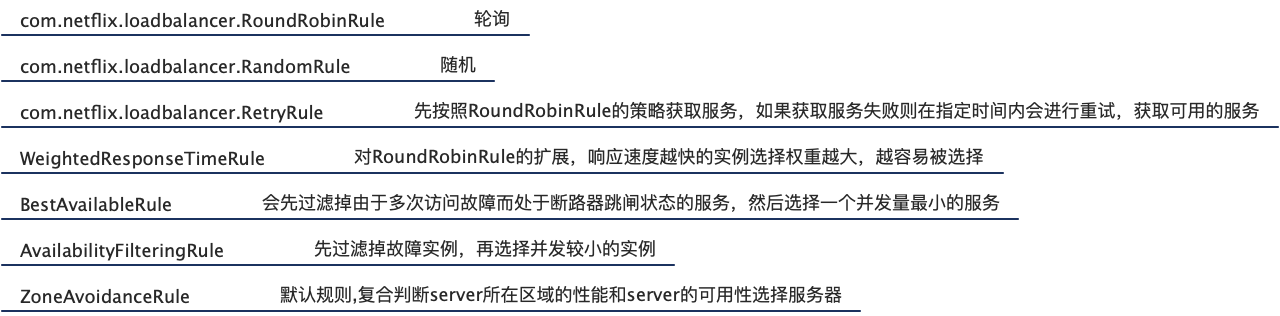 com.netflix.loadbalancer.RoundRobinRule 轮询
com.netflix.loadbalancer.RandomRule 随机
com.netflix.loadbalancer.RetryRule 先按照RoundRobinRule的策略获取服务，如果获取服务失败则在指定时间内会进行重试，获取可用的服务
WeightedResponseTimeRule 对RoundRobinRule的扩展，响应速度越快的实例选择权重越大，越容易被选择
BestAvailableRule 会先过滤掉由于多次访问故障而处于断路器跳闸状态的服务，然后选择一个并发量最小的服务
AvailabilityFilteringRule 先过滤掉故障实例，再选择并发较小的实例
ZoneAvoidanceRule 默认规则,复合判断server所在区域的性能和server的可用性选择服务器